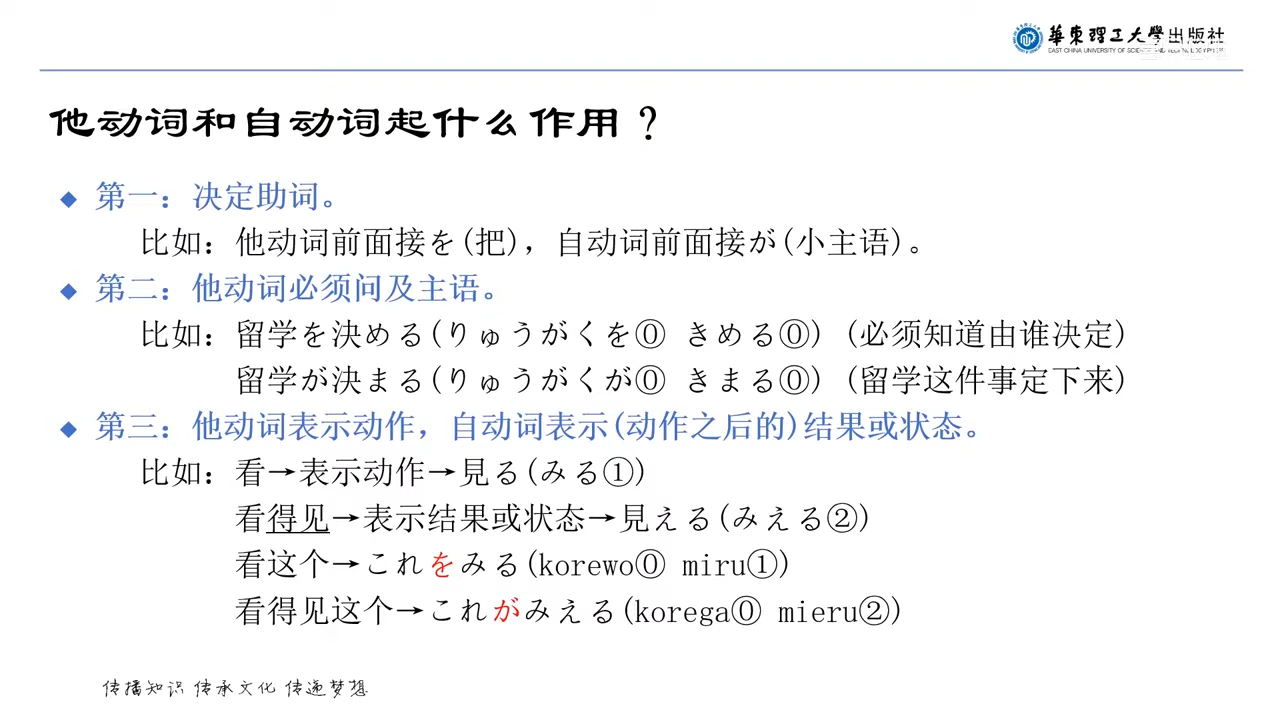 華東理工大學出版社
他动词和自动词起什么作用？
◆ 第一：决定助词。
比如：他动词前面接を(把)，自动词前面接が(小主语)。
◆ 第二：他动词必须问及主语。
比如：留学を決める(りゅうがくを⓪ きめる⓪) (必须知道由谁决定)
留学が決まる(りゅうがくが⓪ きまる⓪) (留学这件事定下来)
◆ 第三：他动词表示动作，自动词表示(动作之后的)结果或状态。
比如：看→表示动作→見る(みる①)
看得见→表示结果或状态→見える(みえる②)
看这个→これをみる(korewo⓪ miru①)
看得见这个→これがみえる(korega⓪ mieru②)
传播知识 传承文化 传递梦想